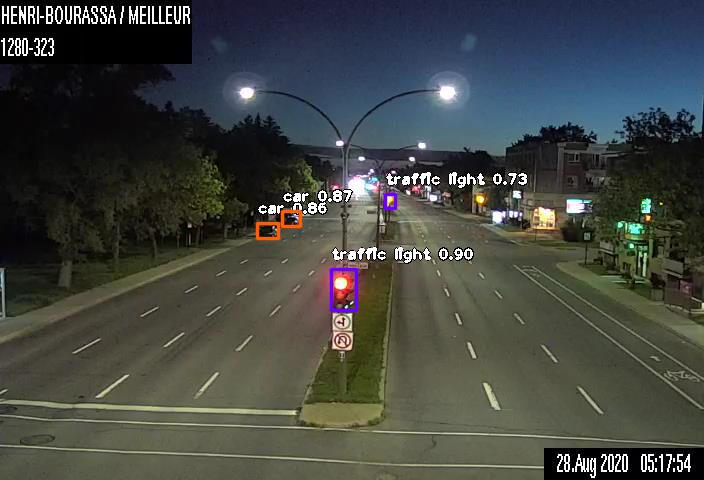 HENRI-BOURASSA / MEILLEUR
1280-323
traffic light 0.73
car 0.87
car 0.86
traffic light 0.90
28.Aug 2020 05:17:54